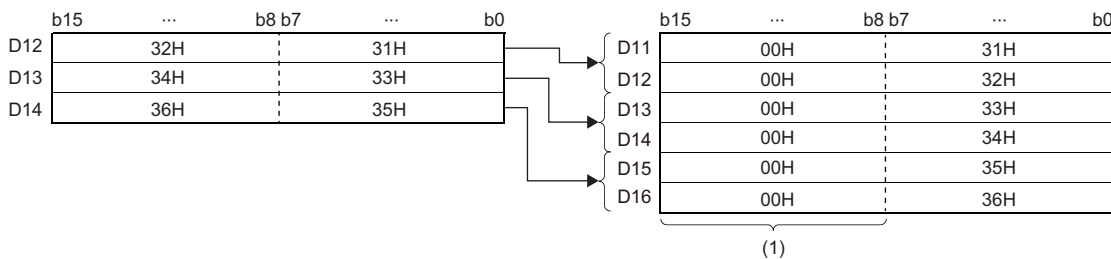 b15 ··· b8 b7 ··· b0 b15 ··· b8 b7 ··· b0
D12 32H 31H D11 00H 31H
D13 34H 33H D12 00H 32H
D14 36H 35H D13 00H 33H
D14 00H 34H
D15 00H 35H
D16 00H 36H
(1)